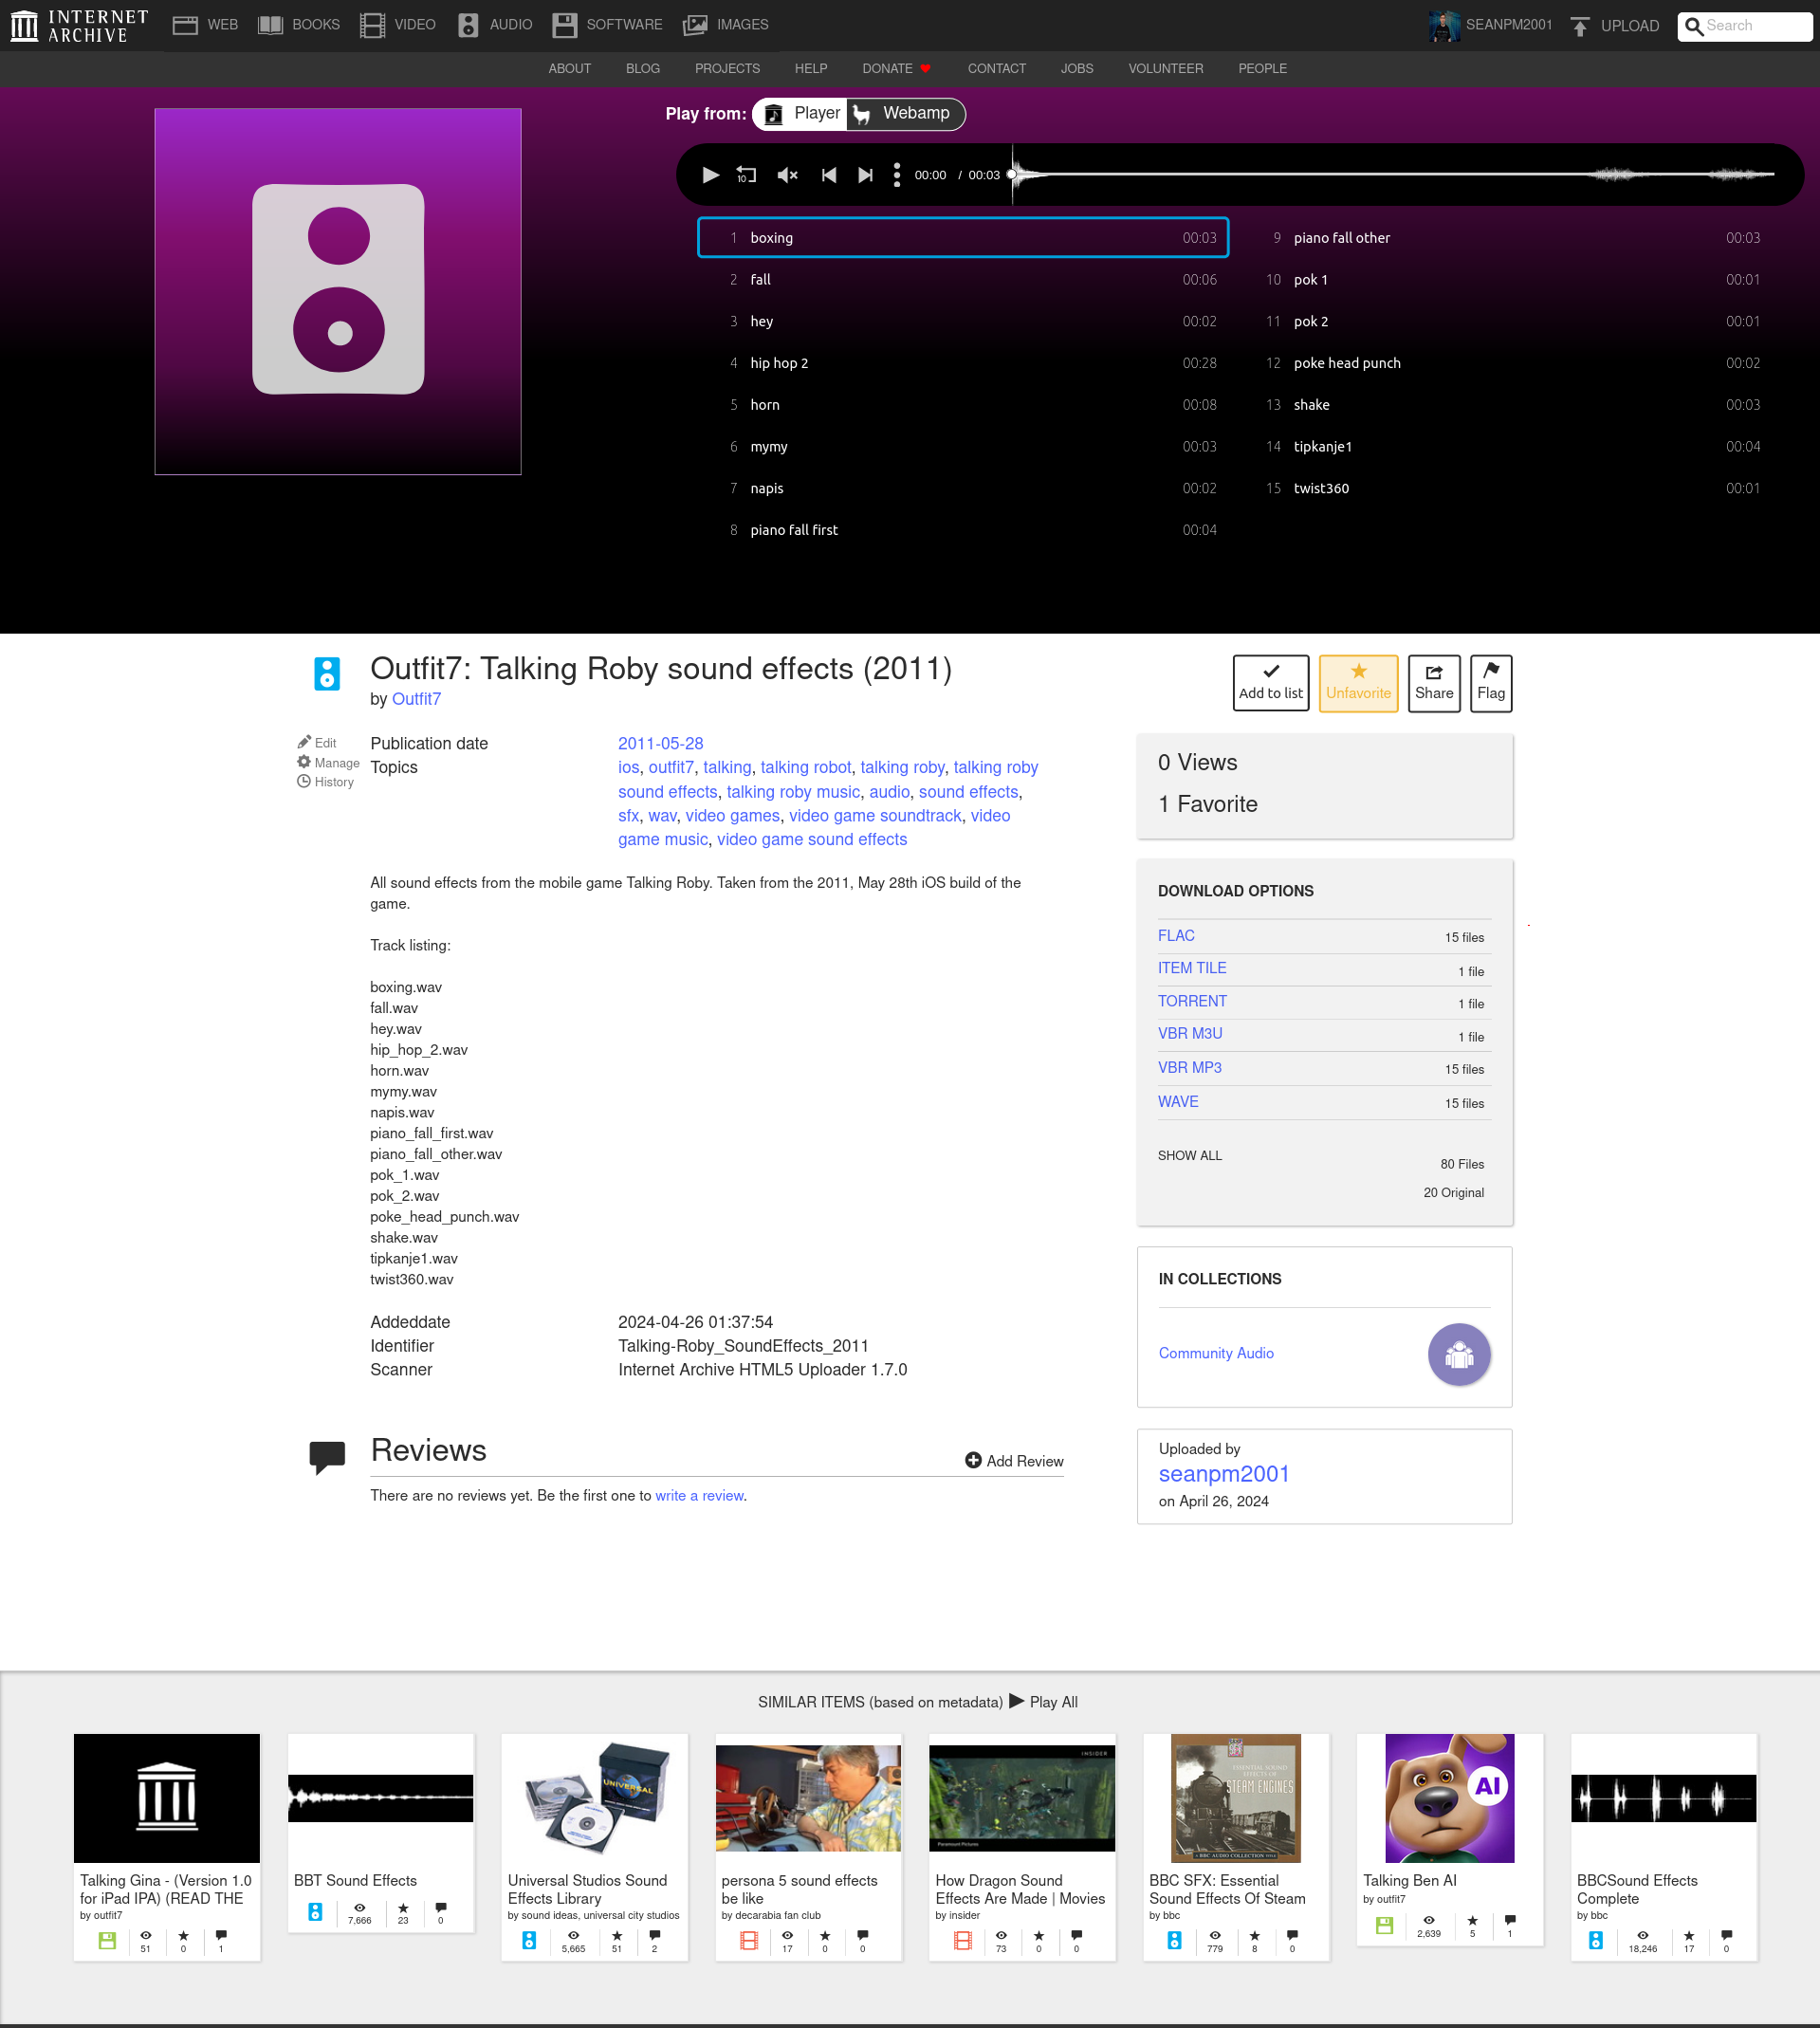 INTERNET
ARCHIVE
WEB
BOOKS
VIDEO
AUDIO
SOFTWARE
IMAGES
SEANPM2001
UPLOAD
Search
ABOUT
BLOG
PROJECTS
HELP
DONATE
CONTACT
JOBS
VOLUNTEER
PEOPLE
Play from: Player Webamp
10 00:00 / 00:03
1 boxing 00:03
2 fall 00:06
3 hey 00:02
4 hip hop 2 00:28
5 horn 00:08
6 mymy 00:03
7 napis 00:02
8 piano fall first 00:04
9 piano fall other 00:03
10 pok 1 00:01
11 pok 2 00:01
12 poke head punch 00:02
13 shake 00:03
14 tipkanje1 00:04
15 twist360 00:01
Outfit7: Talking Roby sound effects (2011)
by Outfit7
Add to list
Unfavorite
Share
Flag
Edit
Manage
History
Publication date 2011-05-28
Topics ios, outfit7, talking, talking robot, talking roby, talking roby
sound effects, talking roby music, audio, sound effects,
sfx, wav, video games, video game soundtrack, video
game music, video game sound effects
All sound effects from the mobile game Talking Roby. Taken from the 2011, May 28th iOS build of the
game.
Track listing:
boxing.wav
fall.wav
hey.wav
hip_hop_2.wav
horn.wav
mymy.wav
napis.wav
piano_fall_first.wav
piano_fall_other.wav
pok_1.wav
pok_2.wav
poke_head_punch.wav
shake.wav
tipkanje1.wav
twist360.wav
Addeddate 2024-04-26 01:37:54
Identifier Talking-Roby_SoundEffects_2011
Scanner Internet Archive HTML5 Uploader 1.7.0
Reviews
Add Review
There are no reviews yet. Be the first one to write a review.
0 Views
1 Favorite
DOWNLOAD OPTIONS
FLAC 15 files
ITEM TILE 1 file
TORRENT 1 file
VBR M3U 1 file
VBR MP3 15 files
WAVE 15 files
SHOW ALL 80 Files
20 Original
IN COLLECTIONS
Community Audio
Uploaded by
seanpm2001
on April 26, 2024
SIMILAR ITEMS (based on metadata) Play All
Talking Gina - (Version 1.0
for iPad IPA) (READ THE
by outfit7
51 0 1
BBT Sound Effects
7,666 23 0
UNIVERSAL
Universal Studios Sound
Effects Library
by sound ideas, universal city studios
5,665 51 2
persona 5 sound effects
be like
by decarabia fan club
17 0 0
INSIDER
Paramount Pictures
How Dragon Sound
Effects Are Made | Movies
by insider
73 0 0
ESSENTIAL SOUND
EFFECTS OF
STEAM ENGINES
BBC AUDIO COLLECTION
BBC SFX: Essential
Sound Effects Of Steam
by bbc
779 8 0
AI
Talking Ben AI
by outfit7
2,639 5 1
BBCSound Effects
Complete
by bbc
18,246 17 0